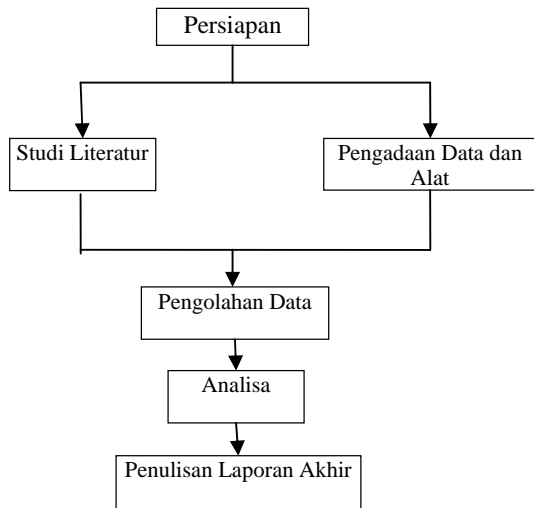 Persiapan
Studi Literatur
Pengadaan Data dan
Alat
Pengolahan Data
Analisa
Penulisan Laporan Akhir